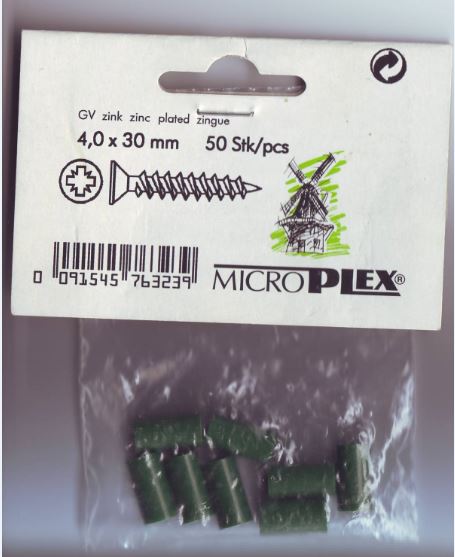 GV zink zinc plated zingue
4,0 x 30 mm 50 Stk/pcs
0 091545 763239
MICROPLEX®